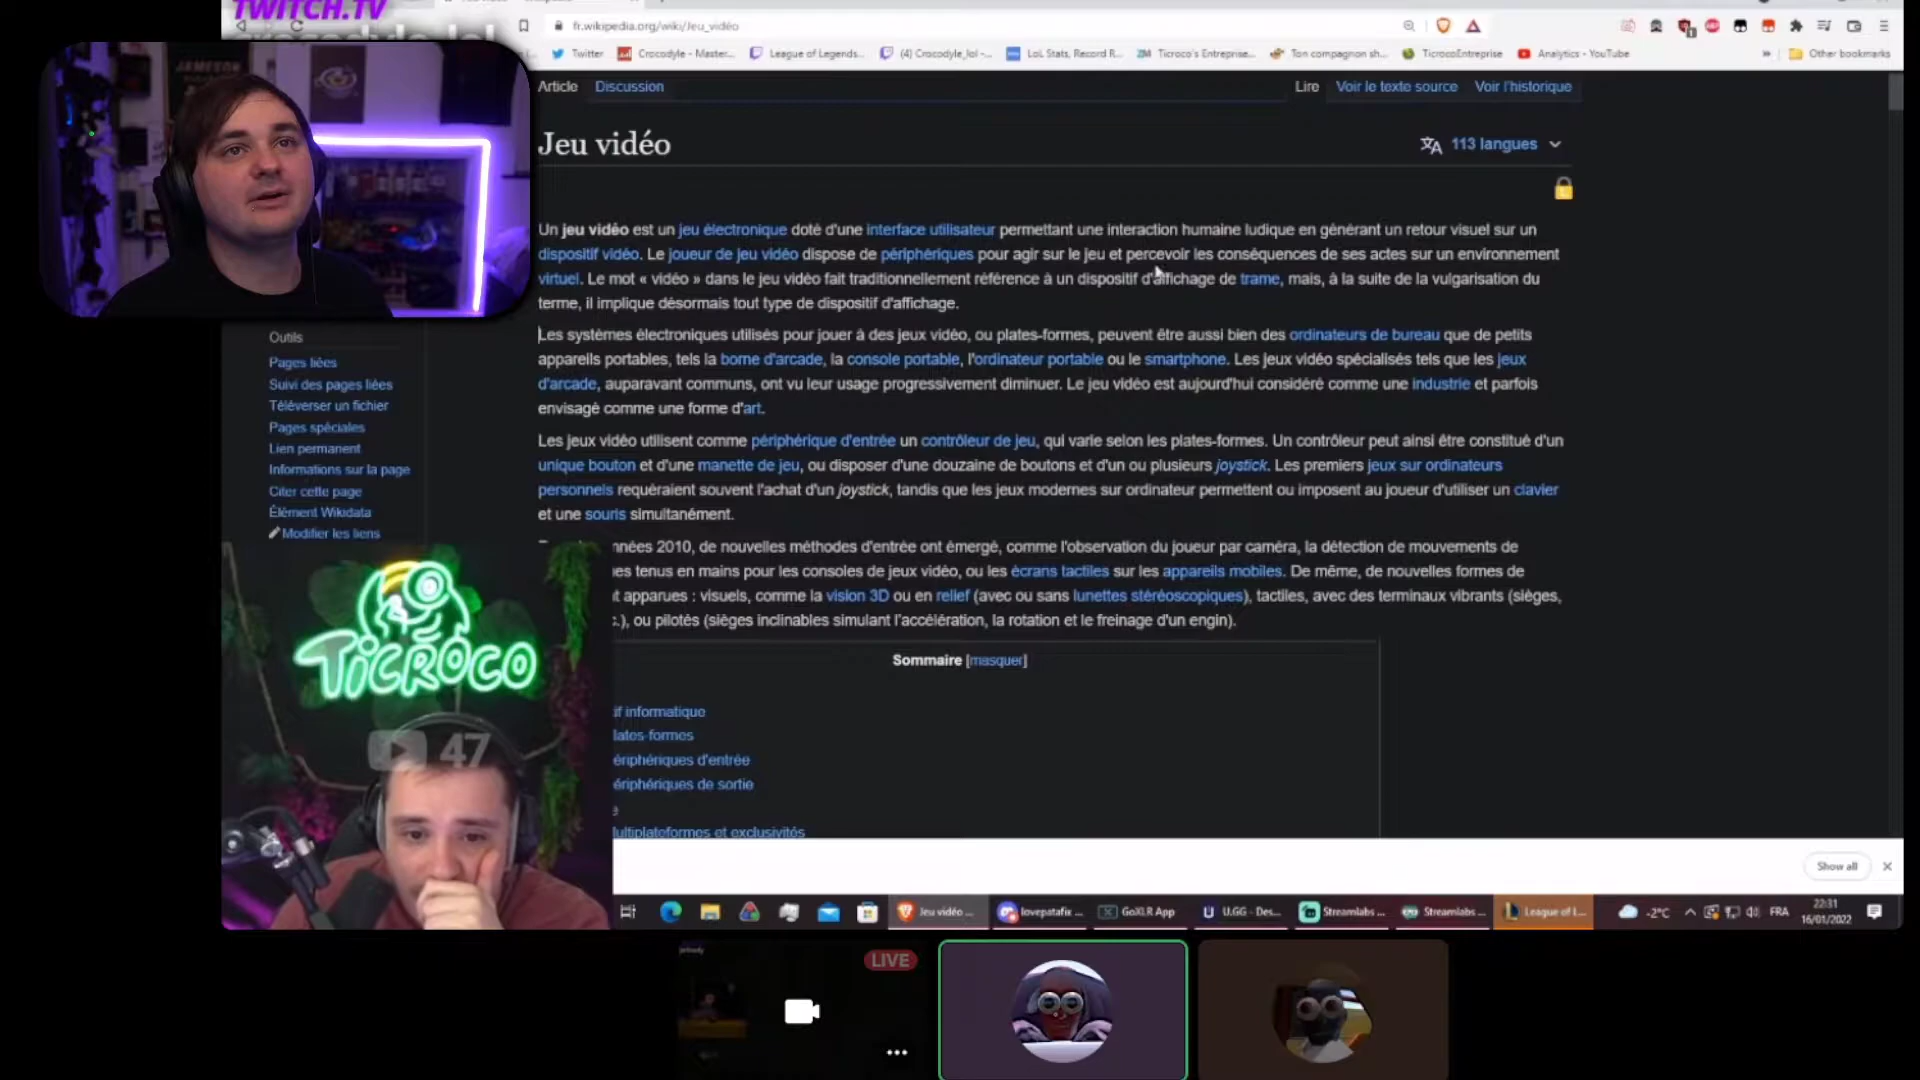 TWITCH.TV
crocodyle_lol
fr.wikipedia.org/wiki/Jeu_vidéo
Twitter Crocodyle - Master... League of Legends... (4) Crocodyle_lol -... LoL Stats, Record R... Ticroco's Entreprise... Ton compagnon sh... TicrocoEntreprise Analytics - YouTube » Other bookmarks
JAMESON
Article Discussion Lire Voir le texte source Voir l'historique
Jeu vidéo 113 langues
Un jeu vidéo est un jeu électronique doté d'une interface utilisateur permettant une interaction humaine ludique en générant un retour visuel sur un
dispositif vidéo. Le joueur de jeu vidéo dispose de périphériques pour agir sur le jeu et percevoir les conséquences de ses actes sur un environnement
virtuel. Le mot « vidéo » dans le jeu vidéo fait traditionnellement référence à un dispositif d'affichage de trame, mais, à la suite de la vulgarisation du
terme, il implique désormais tout type de dispositif d'affichage.
Les systèmes électroniques utilisés pour jouer à des jeux vidéo, ou plates-formes, peuvent être aussi bien des ordinateurs de bureau que de petits
appareils portables, tels la borne d'arcade, la console portable, l'ordinateur portable ou le smartphone. Les jeux vidéo spécialisés tels que les jeux
d'arcade, auparavant communs, ont vu leur usage progressivement diminuer. Le jeu vidéo est aujourd'hui considéré comme une industrie et parfois
envisagé comme une forme d'art.
Les jeux vidéo utilisent comme périphérique d'entrée un contrôleur de jeu, qui varie selon les plates-formes. Un contrôleur peut ainsi être constitué d'un
unique bouton et d'une manette de jeu, ou disposer d'une douzaine de boutons et d'un ou plusieurs joystick. Les premiers jeux sur ordinateurs
personnels requéraient souvent l'achat d'un joystick, tandis que les jeux modernes sur ordinateur permettent ou imposent au joueur d'utiliser un clavier
et une souris simultanément.
nnées 2010, de nouvelles méthodes d'entrée ont émergé, comme l'observation du joueur par caméra, la détection de mouvements de
es tenus en mains pour les consoles de jeux vidéo, ou les écrans tactiles sur les appareils mobiles. De même, de nouvelles formes de
t apparues : visuels, comme la vision 3D ou en relief (avec ou sans lunettes stéréoscopiques), tactiles, avec des terminaux vibrants (sièges,
c.), ou pilotés (sièges inclinables simulant l'accélération, la rotation et le freinage d'un engin).
Sommaire [masquer]
if informatique
lates-formes
ériphériques d'entrée
ériphériques de sortie
e
ultiplateformes et exclusivités
Outils
Pages liées
Suivi des pages liées
Téléverser un fichier
Pages spéciales
Lien permanent
Informations sur la page
Citer cette page
Élément Wikidata
Modifier les liens
TICROCO
47
Show all
Jeu vidéo ... lovepatafix ... GoXLR App U.GG - Des... Streamlabs ... Streamlabs ... League of L... -2°C FRA 22:31
16/01/2022
LIVE